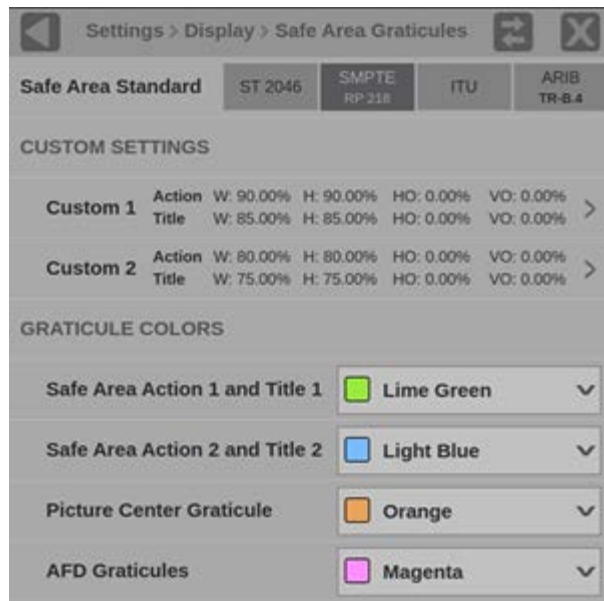 Settings > Display > Safe Area Graticules
Safe Area Standard ST 2046 SMPTE RP 218 ITU ARIB TR-B.4
CUSTOM SETTINGS
Custom 1 Action W: 90.00% H: 90.00% HO: 0.00% VO: 0.00% >
Title W: 85.00% H: 85.00% HO: 0.00% VO: 0.00%
Custom 2 Action W: 80.00% H: 80.00% HO: 0.00% VO: 0.00% >
Title W: 75.00% H: 75.00% HO: 0.00% VO: 0.00%
GRATICULE COLORS
Safe Area Action 1 and Title 1 Lime Green
Safe Area Action 2 and Title 2 Light Blue
Picture Center Graticule Orange
AFD Graticules Magenta